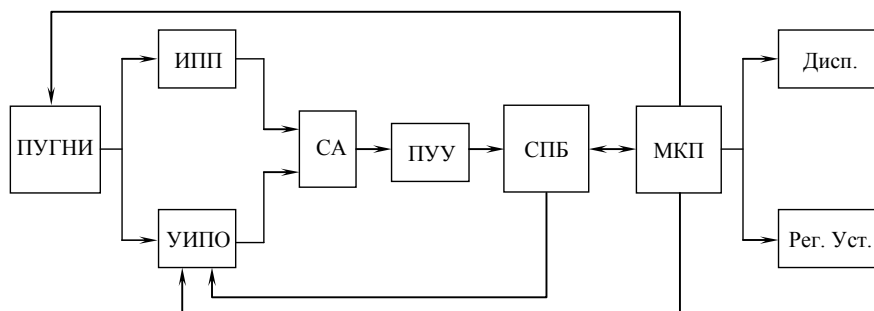 ИПП
Дисп.
ПУГНИ
СА
ПУУ
СПБ
МКП
УИПО
Рег. Уст.